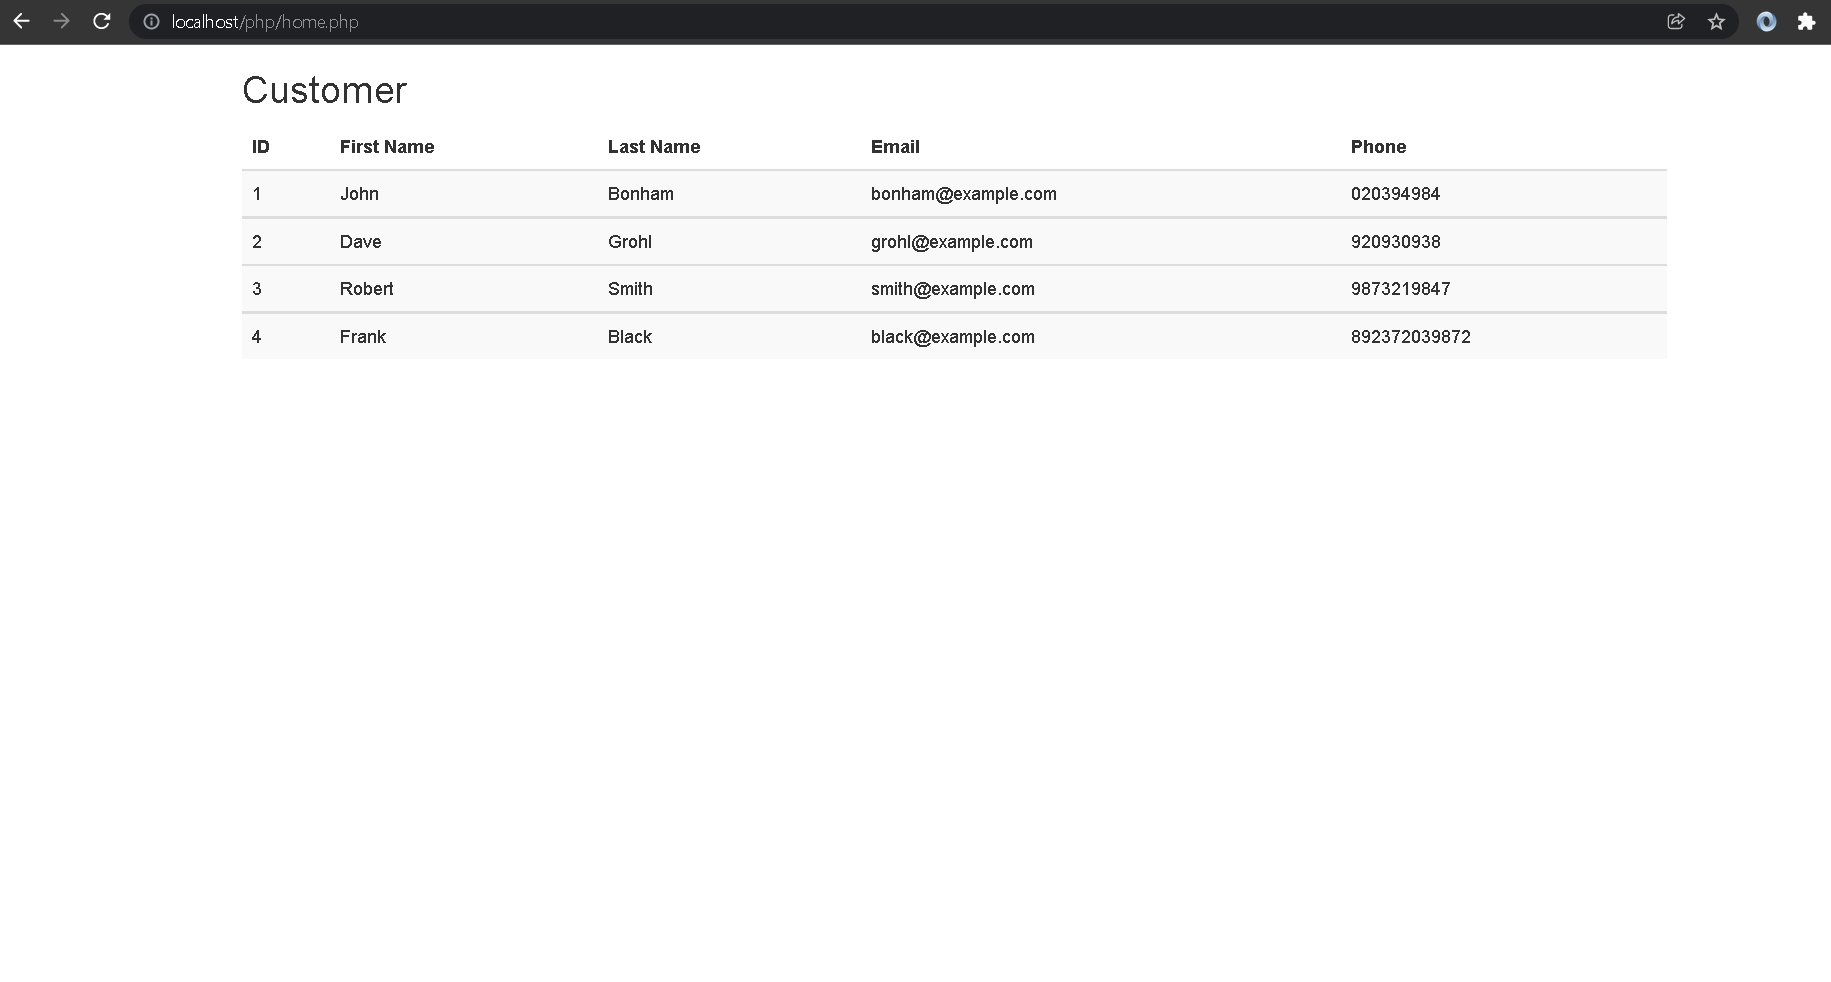 localhost/php/home.php
Customer
ID First Name Last Name Email Phone
1 John Bonham bonham@example.com 020394984
2 Dave Grohl grohl@example.com 920930938
3 Robert Smith smith@example.com 9873219847
4 Frank Black black@example.com 892372039872